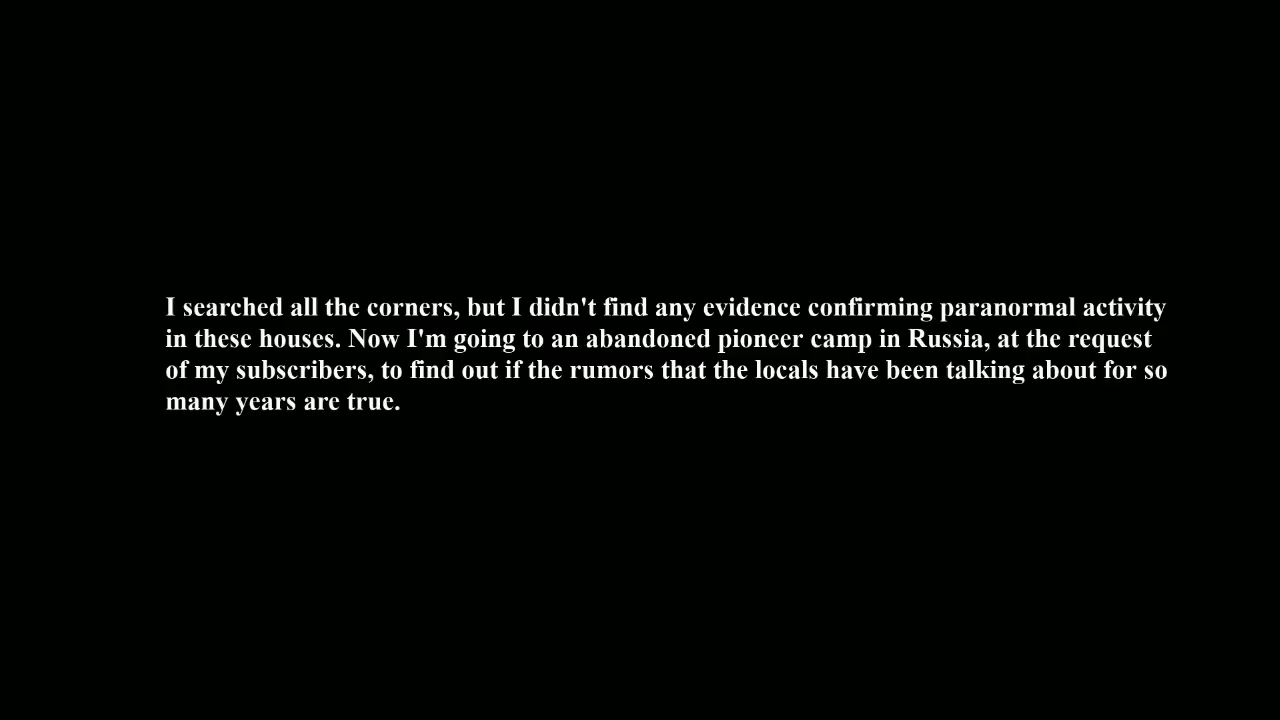 I searched all the corners, but I didn't find any evidence confirming paranormal activity
in these houses. Now I'm going to an abandoned pioneer camp in Russia, at the request
of my subscribers, to find out if the rumors that the locals have been talking about for so
many years are true.